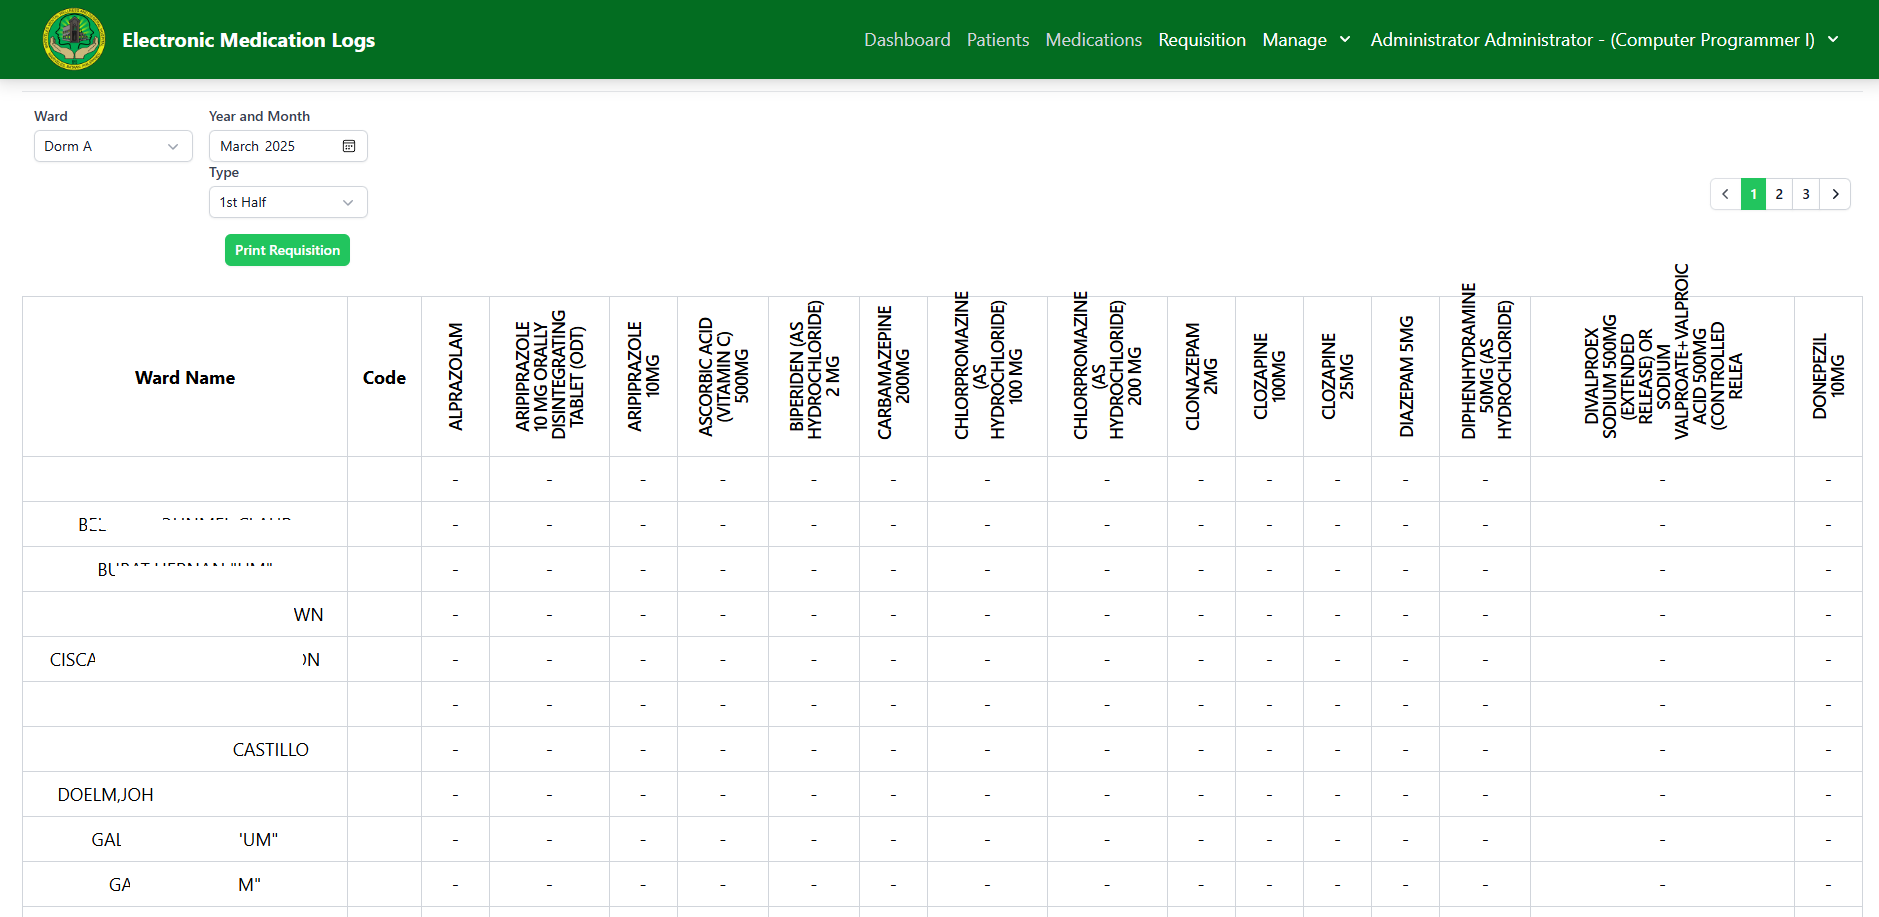 Electronic Medication Logs
Dashboard Patients Medications Requisition Manage Administrator Administrator - (Computer Programmer I)
Ward
Year and Month
Dorm A
March 2025
Type
1st Half
1 2 3
Print Requisition
Ward Name
Code
ALPRAZOLAM
ARIPIPRAZOLE
10 MG ORALLY
DISINTEGRATING
TABLET (ODT)
ARIPIPRAZOLE
10MG
ASCORBIC ACID
(VITAMIN C)
500MG
BIPERIDEN (AS
HYDROCHLORIDE)
2 MG
CARBAMAZEPINE
200MG
CHLORPROMAZINE
(AS
HYDROCHLORIDE)
100 MG
CHLORPROMAZINE
(AS
HYDROCHLORIDE)
200 MG
CLONAZEPAM
2MG
CLOZAPINE
100MG
CLOZAPINE
25MG
DIAZEPAM 5MG
DIPHENHYDRAMINE
50MG (AS
HYDROCHLORIDE)
DIVALPROEX
SODIUM 500MG
(EXTENDED
RELEASE) OR
SODIUM
VALPROATE+VALPROIC
ACID 500MG
(CONTROLLED
RELEA
DONEPEZIL
10MG
- - - - - - - - - - - - - - -
- - - - - - - - - - - - - - -
- - - - - - - - - - - - - - -
WN - - - - - - - - - - - - - - -
CISCA ON - - - - - - - - - - - - - - -
- - - - - - - - - - - - - - -
CASTILLO - - - - - - - - - - - - - - -
DOELM,JOH - - - - - - - - - - - - - - -
GAL "UM" - - - - - - - - - - - - - - -
GA M" - - - - - - - - - - - - - - -